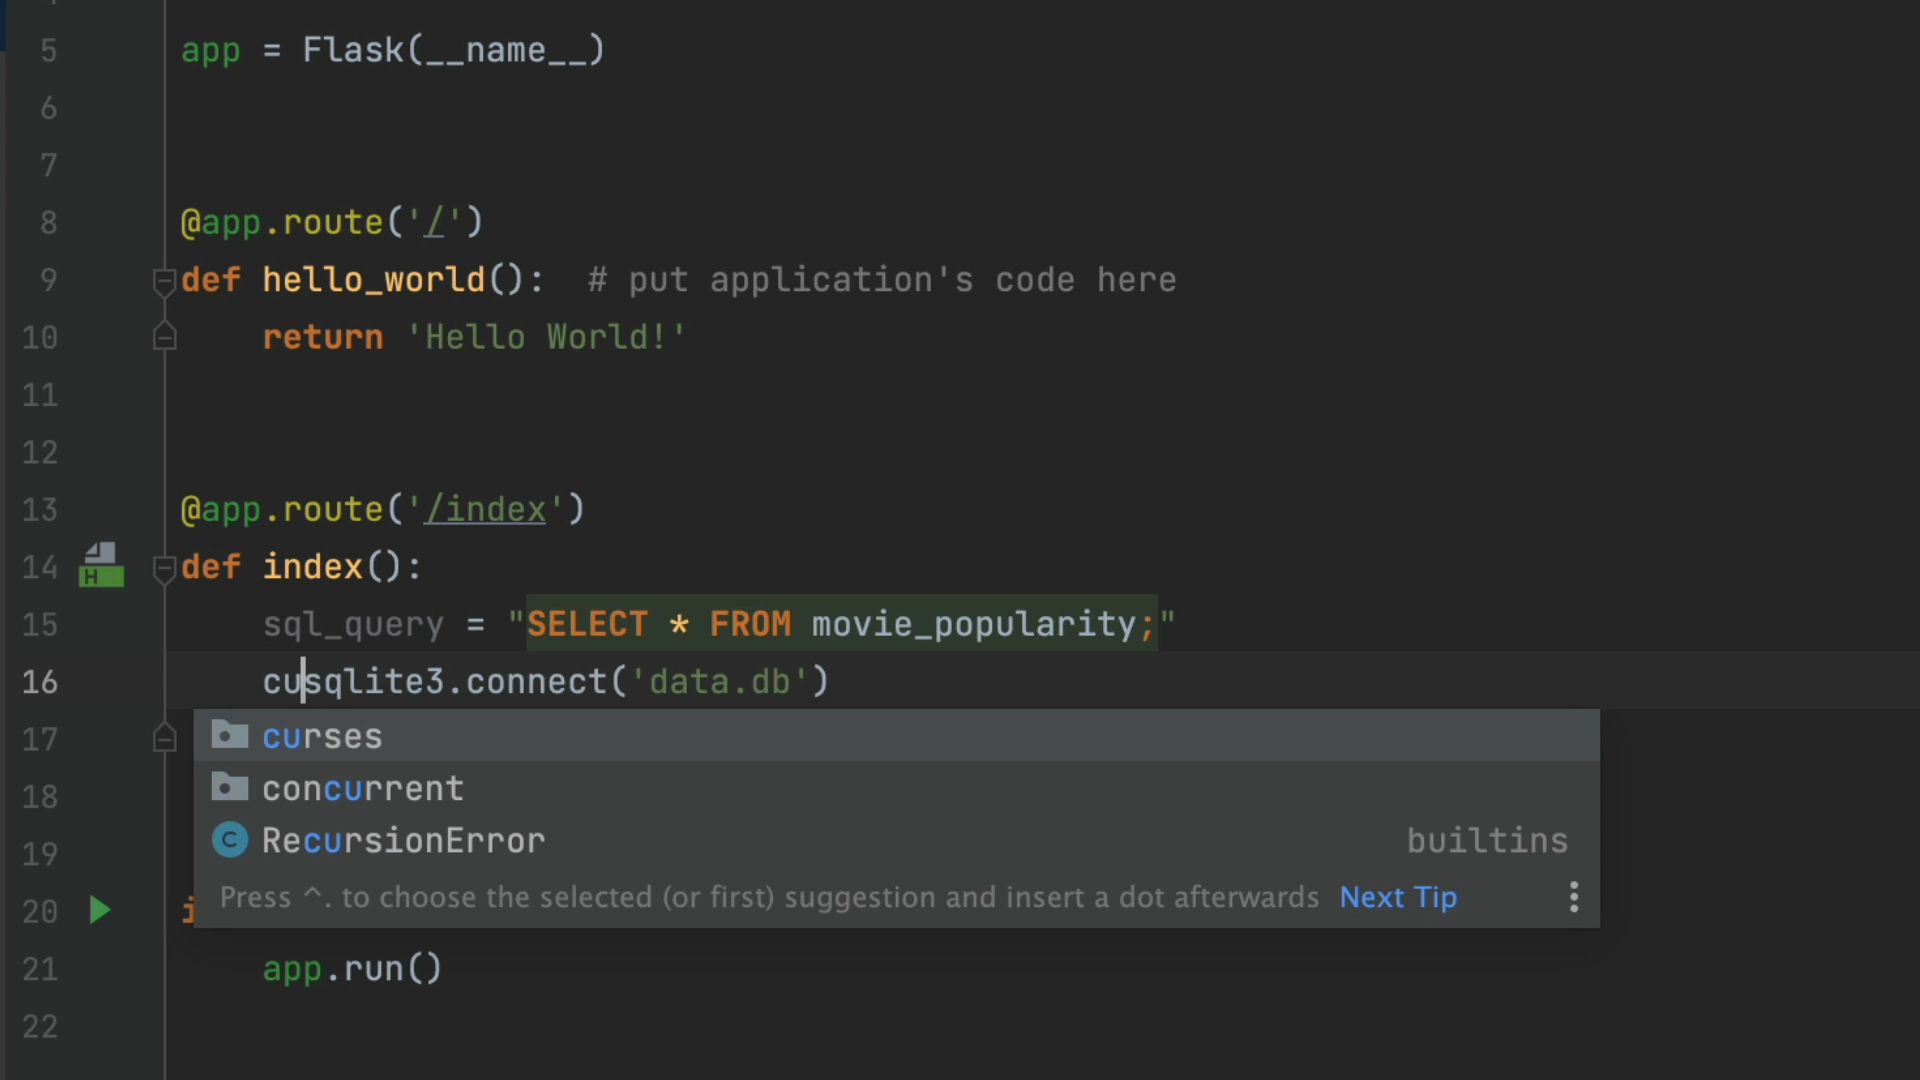 5 app = Flask(__name__)
6
7
8 @app.route('/')
9 def hello_world():  # put application's code here
10     return 'Hello World!'
11
12
13 @app.route('/index')
14 H def index():
15     sql_query = "SELECT * FROM movie_popularity;"
16     cusqlite3.connect('data.db')
17 curses
18 concurrent
19 C RecursionError builtins
20 i Press ^. to choose the selected (or first) suggestion and insert a dot afterwards Next Tip
21     app.run()
22